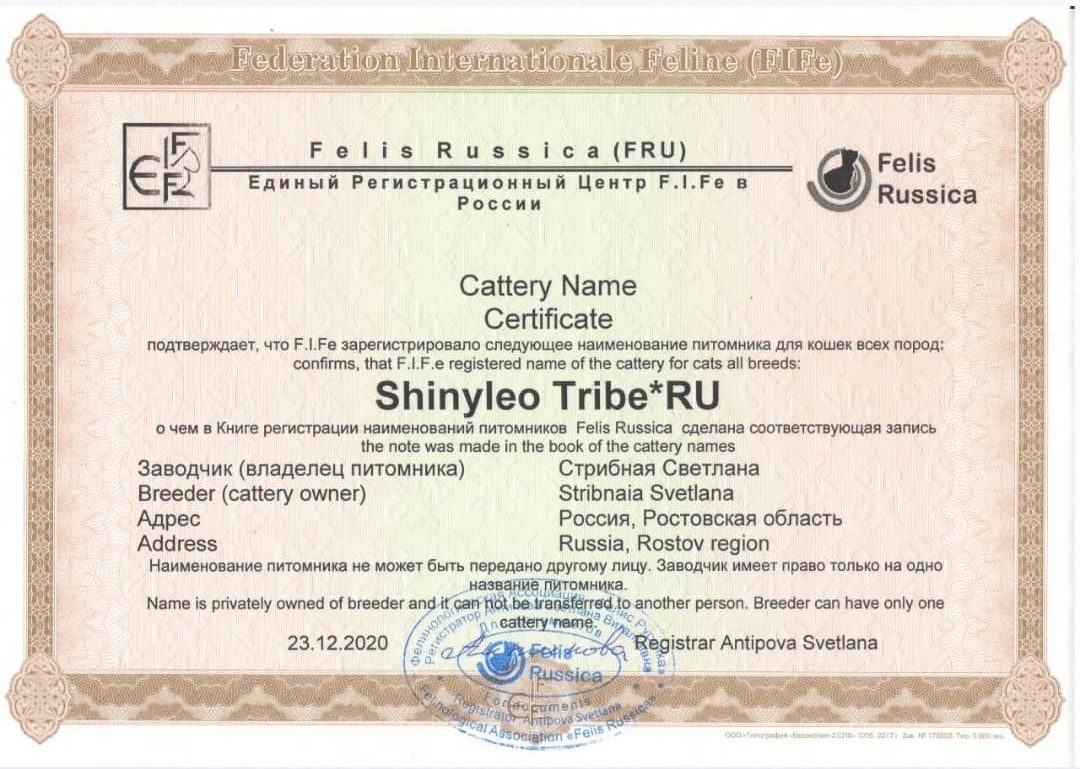 Federation Internationale Feline (FIFe)
Felis Russica (FRU)
Единый Регистрационный Центр F.I.Fe в
России
Felis
Russica
Cattery Name
Certificate
подтверждает, что F.I.Fe зарегистрировало следующее наименование питомника для кошек всех пород:
confirms, that F.I.F.e registered name of the cattery for cats all breeds:
Shinyleo Tribe*RU
о чем в Книге регистрации наименований питомников Felis Russica сделана соответствующая запись
the note was made in the book of the cattery names
Заводчик (владелец питомника) Стрибная Светлана
Breeder (cattery owner) Stribnaia Svetlana
Адрес Россия, Ростовская область
Address Russia, Rostov region
Наименование питомника не может быть передано другому лицу. Заводчик имеет право только на одно
название питомника.
Name is privately owned of breeder and it can not be transferred to another person. Breeder can have only one
cattery name.
23.12.2020 Registrar Antipova Svetlana
Фелинологическая Ассоциация
Регистратор Антипова Светлана Витальевна
Для документов
Felis
Russica
For documents
Registrator Antipova Svetlana
Felinological Association «Felis Russica»
ООО «Типография «Еврокопия-2 СПб». СПб. 2017 г. Зак. № 170803. Тир. 5 000 экз.